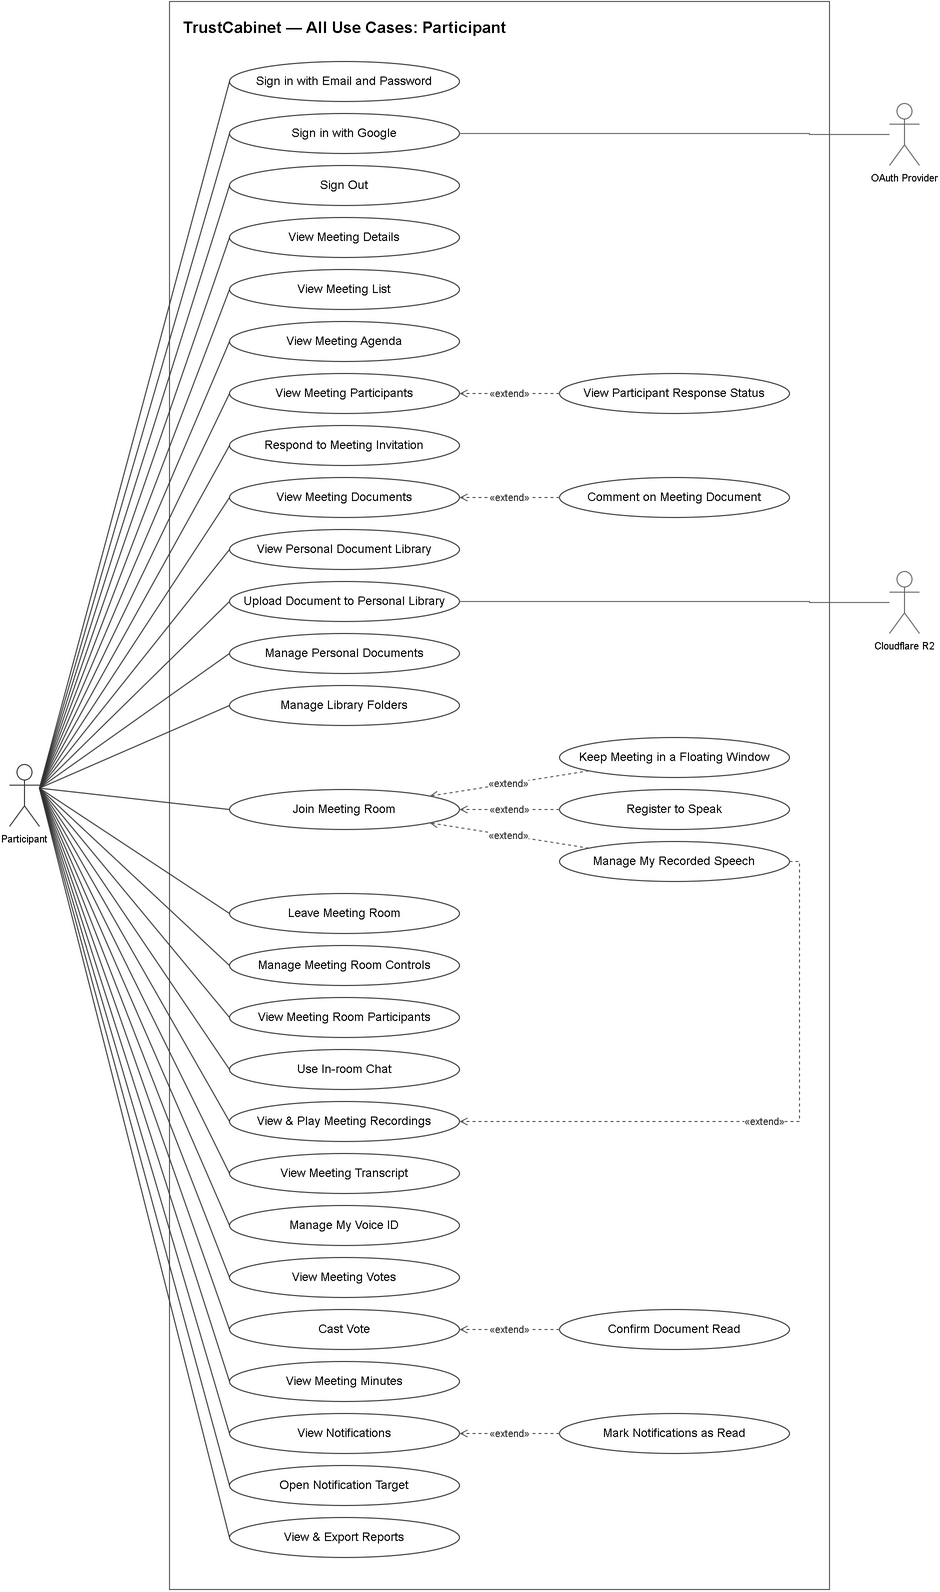 TrustCabinet — All Use Cases: Participant
Sign in with Email and Password
Sign in with Google
OAuth Provider
Sign Out
View Meeting Details
View Meeting List
View Meeting Agenda
View Meeting Participants
«extend»
View Participant Response Status
Respond to Meeting Invitation
View Meeting Documents
«extend»
Comment on Meeting Document
View Personal Document Library
Upload Document to Personal Library
Cloudflare R2
Manage Personal Documents
Manage Library Folders
Keep Meeting in a Floating Window
«extend»
Participant
Join Meeting Room
«extend»
Register to Speak
«extend»
Manage My Recorded Speech
Leave Meeting Room
Manage Meeting Room Controls
View Meeting Room Participants
Use In-room Chat
View & Play Meeting Recordings
«extend»
View Meeting Transcript
Manage My Voice ID
View Meeting Votes
Cast Vote
«extend»
Confirm Document Read
View Meeting Minutes
View Notifications
«extend»
Mark Notifications as Read
Open Notification Target
View & Export Reports